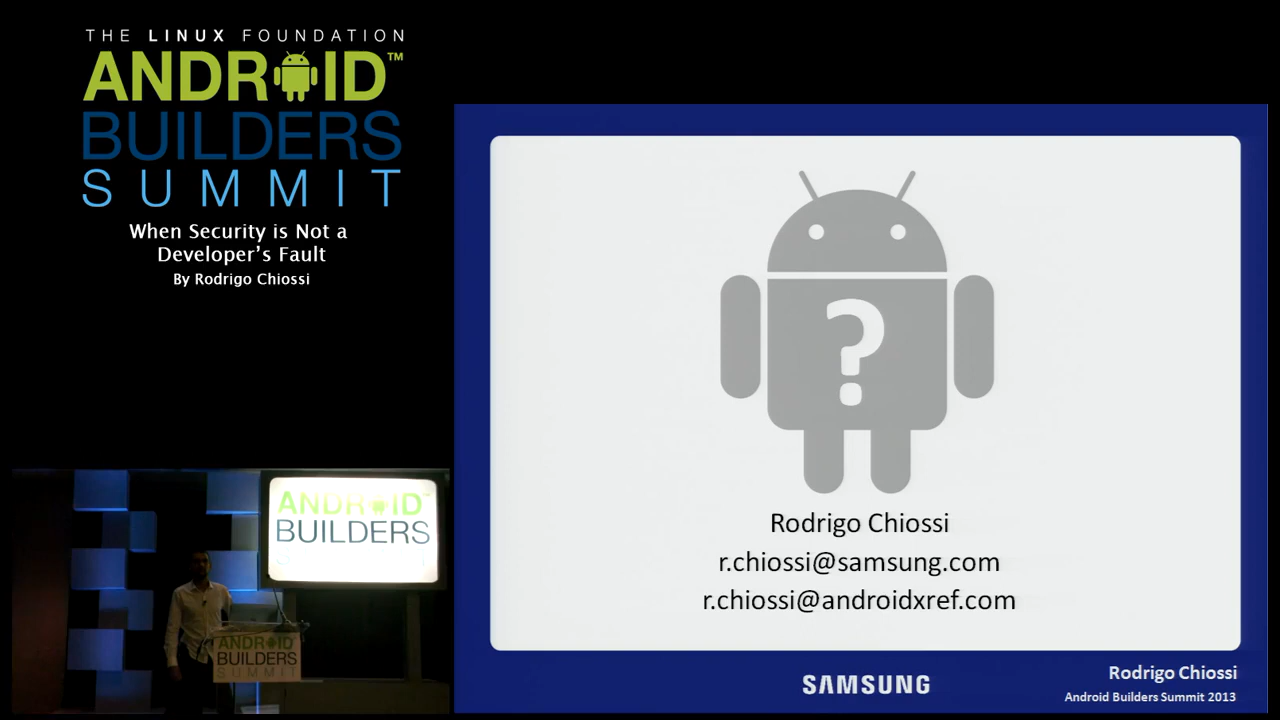 THE LINUX FOUNDATION
ANDROID™
BUILDERS
SUMMIT
When Security is Not a
Developer's Fault
By Rodrigo Chiossi
?
Rodrigo Chiossi
r.chiossi@samsung.com
r.chiossi@androidxref.com
SAMSUNG
Rodrigo Chiossi
Android Builders Summit 2013
ANDROID™
BUILDERS
ANDROID
BUILDERS
SUMMIT